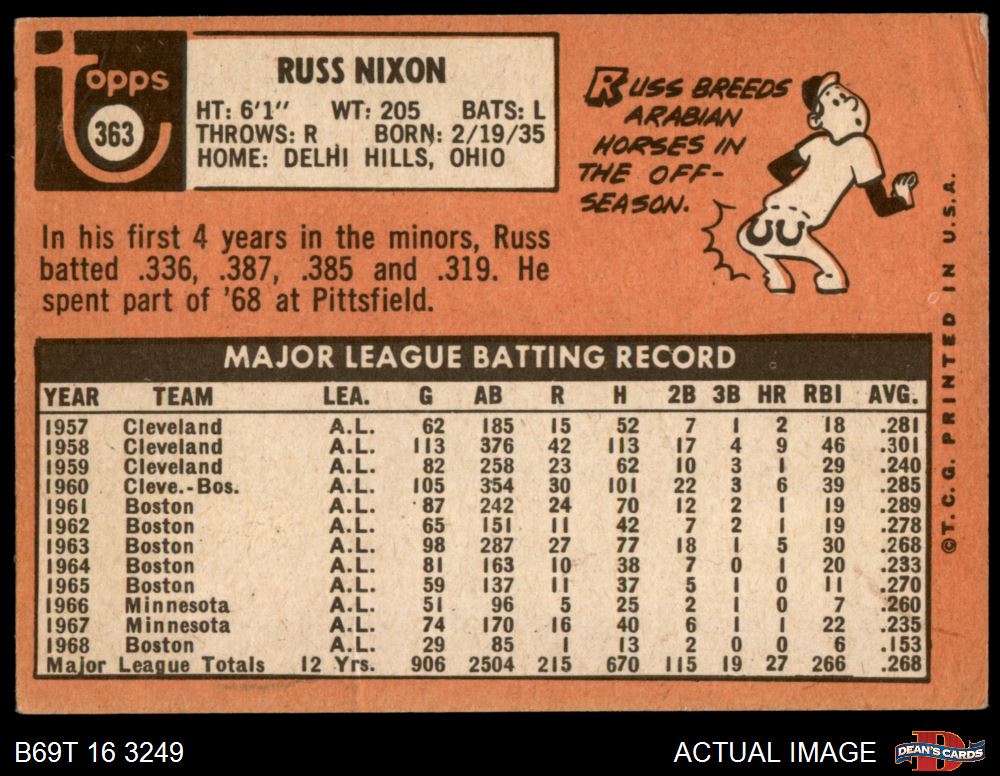 topps
363
RUSS NIXON
HT: 6'1" WT: 205 BATS: L
THROWS: R BORN: 2/19/35
HOME: DELHI HILLS, OHIO
RUSS BREEDS
ARABIAN
HORSES IN
THE OFF-
SEASON.
In his first 4 years in the minors, Russ
batted .336, .387, .385 and .319. He
spent part of '68 at Pittsfield.
MAJOR LEAGUE BATTING RECORD
YEAR TEAM LEA. G AB R H 2B 3B HR RBI AVG.
1957 Cleveland A.L. 62 185 15 52 7 1 2 18 .281
1958 Cleveland A.L. 113 376 42 113 17 4 9 46 .301
1959 Cleveland A.L. 82 258 23 62 10 3 1 29 .240
1960 Cleve.-Bos. A.L. 105 354 30 101 22 3 6 39 .285
1961 Boston A.L. 87 242 24 70 12 2 1 19 .289
1962 Boston A.L. 65 151 11 42 7 2 1 19 .278
1963 Boston A.L. 98 287 27 77 18 1 5 30 .268
1964 Boston A.L. 81 163 10 38 7 0 1 20 .233
1965 Boston A.L. 59 137 11 37 5 1 0 11 .270
1966 Minnesota A.L. 51 96 5 25 2 1 0 7 .260
1967 Minnesota A.L. 74 170 16 40 6 1 1 22 .235
1968 Boston A.L. 29 85 1 13 2 0 0 6 .153
Major League Totals 12 Yrs. 906 2504 215 670 115 19 27 266 .268
©T. C. G. PRINTED IN U.S.A.
B69T 16 3249
ACTUAL IMAGE
D
DEAN'S CARDS